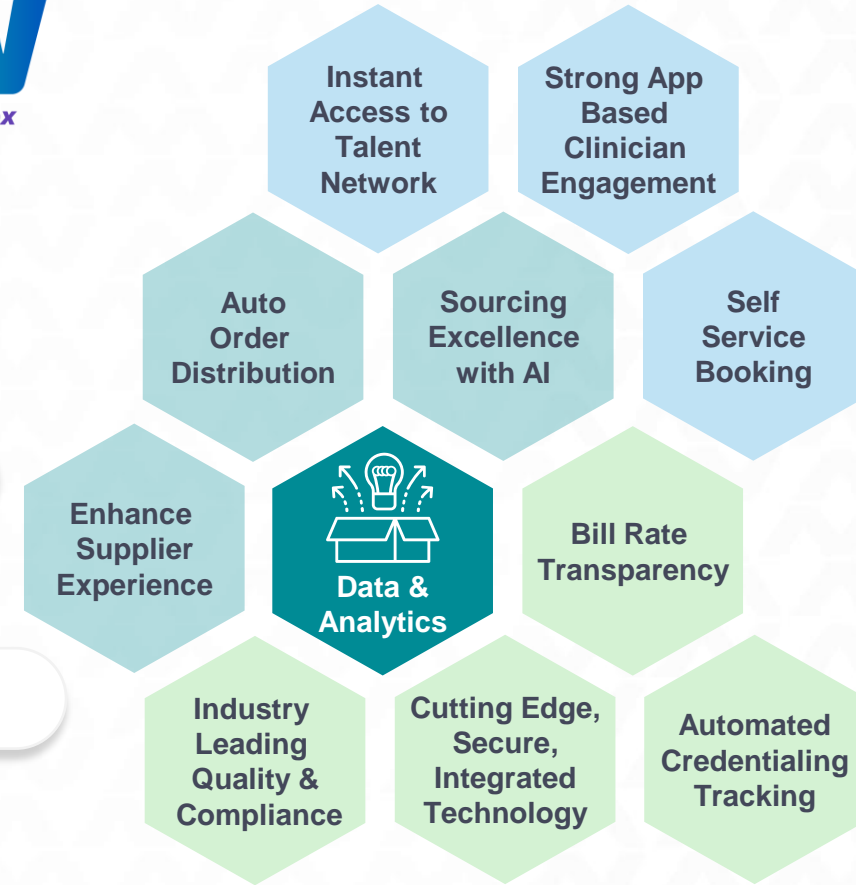 Instant
Access to
Talent
Network
Strong App
Based
Clinician
Engagement
Auto
Order
Distribution
Sourcing
Excellence
with AI
Self
Service
Booking
Enhance
Supplier
Experience
Data &
Analytics
Bill Rate
Transparency
Industry
Leading
Quality &
Compliance
Cutting Edge,
Secure,
Integrated
Technology
Automated
Credentialing
Tracking